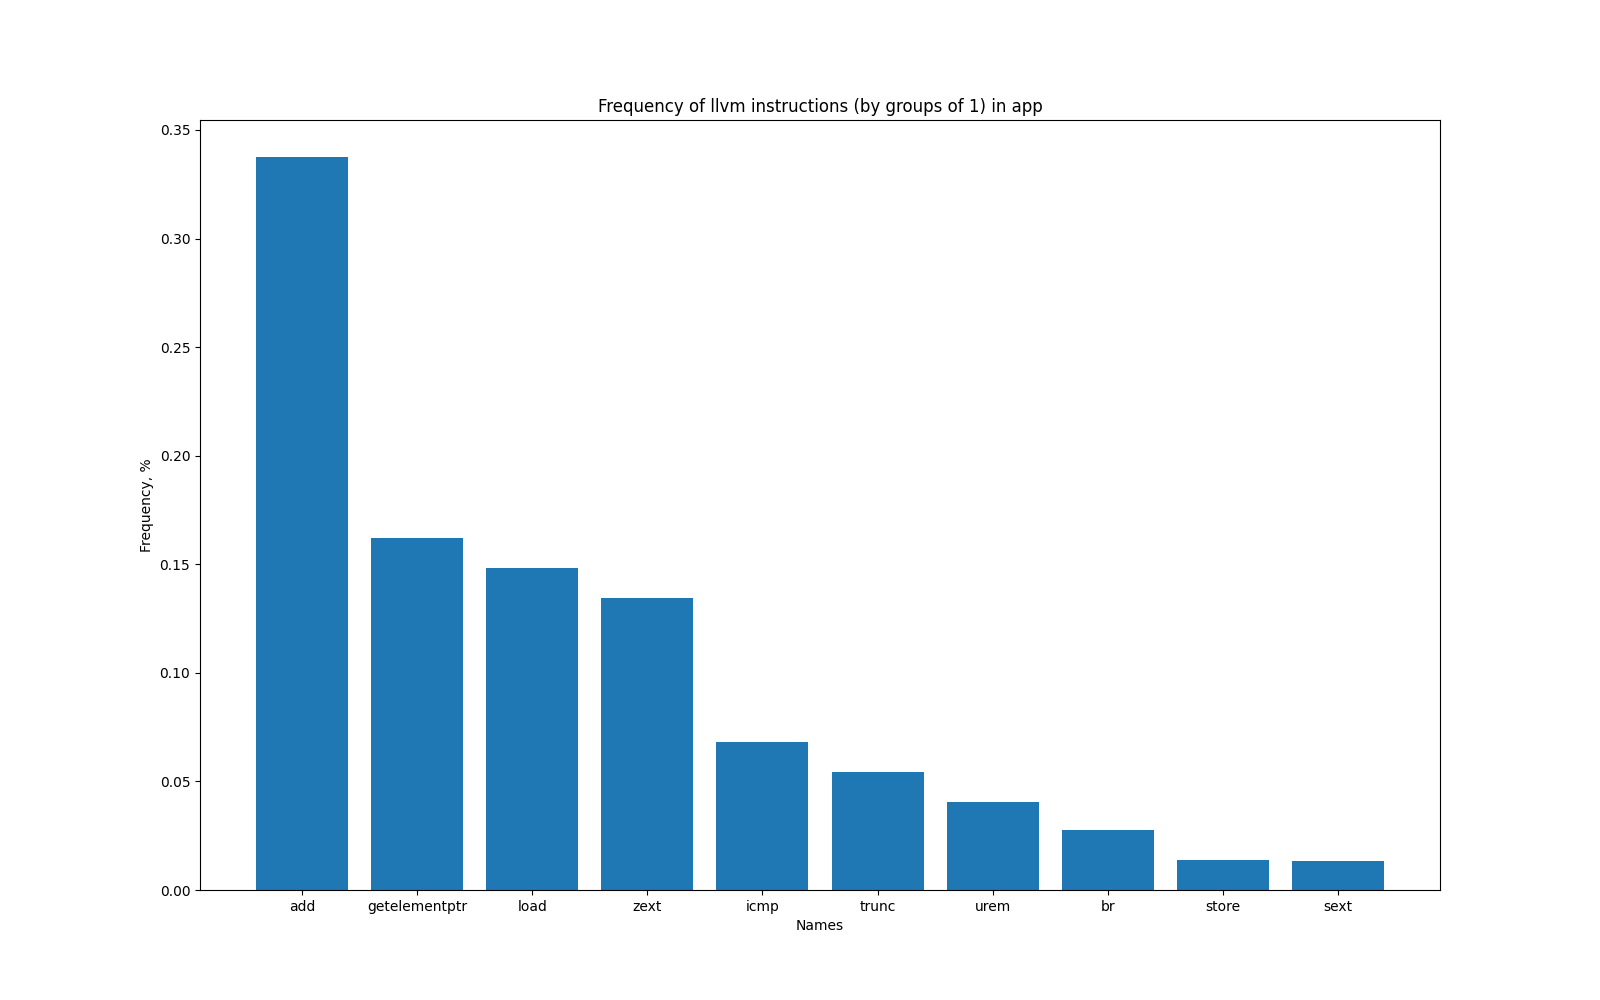 Frequency of llvm instructions (by groups of 1) in app
Frequency, %
0.35
0.30
0.25
0.20
0.15
0.10
0.05
0.00
add getelementptr load zext icmp trunc urem br store sext
Names